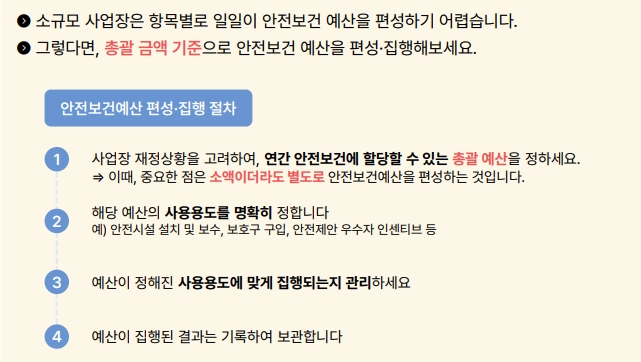 소규모 사업장은 항목별로 일일이 안전보건 예산을 편성하기 어렵습니다.
그렇다면, 총괄 금액 기준으로 안전보건 예산을 편성·집행해보세요.
안전보건예산 편성·집행 절차
1 사업장 재정상황을 고려하여, 연간 안전보건에 할당할 수 있는 총괄 예산을 정하세요.
⇒ 이때, 중요한 점은 소액이더라도 별도로 안전보건예산을 편성하는 것입니다.
2 해당 예산의 사용용도를 명확히 정합니다
예) 안전시설 설치 및 보수, 보호구 구입, 안전제안 우수자 인센티브 등
3 예산이 정해진 사용용도에 맞게 집행되는지 관리하세요
4 예산이 집행된 결과는 기록하여 보관합니다